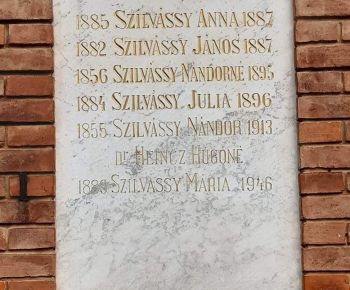 1885 SZILVÁSSY ANNA 1887
1882 SZILVÁSSY JÁNOS 1887
1856 SZILVÁSSY NÁNDORNÉ 1895
1884 SZILVÁSSY JULIA 1896
1855 SZILVÁSSY NÁNDOR 1913
DR HEINCZ HUGÓNÉ
SZILVÁSSY MÁRIA 1946